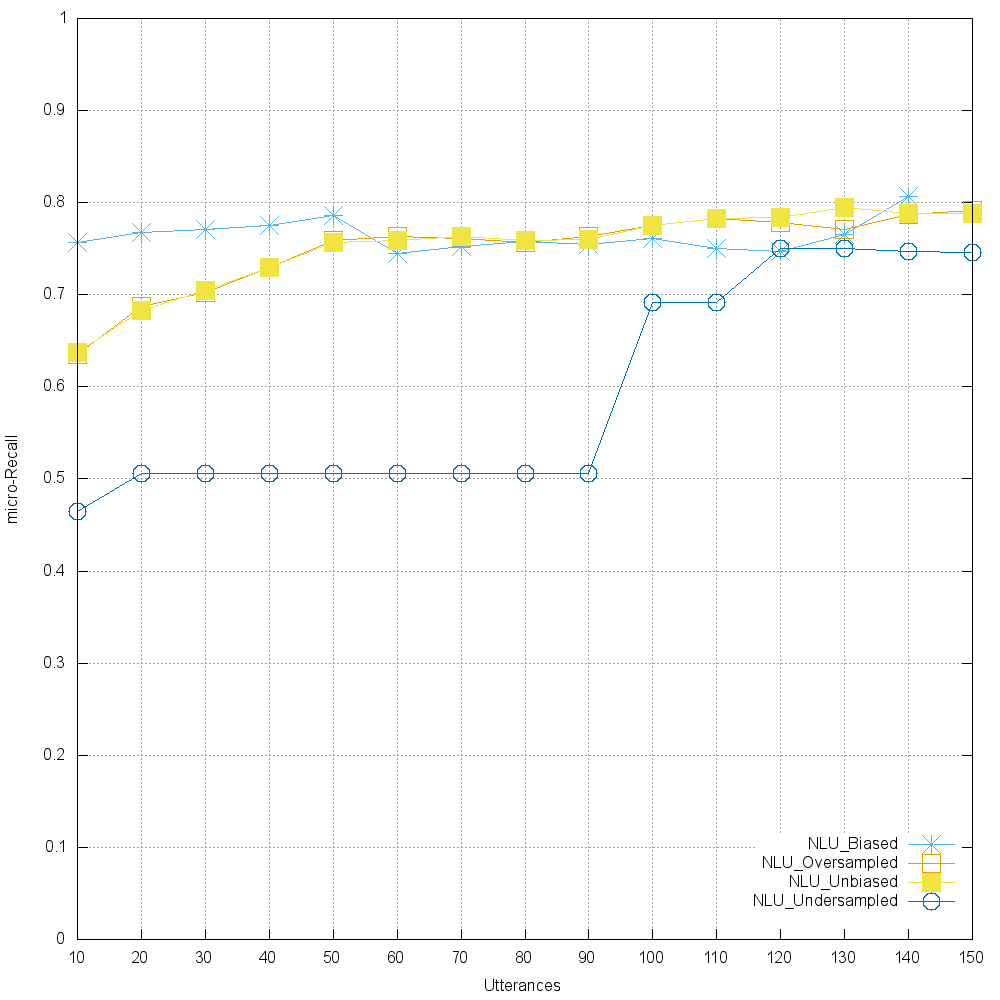 1
0.9
0.8
0.7
0.6
0.5
0.4
0.3
0.2
0.1
0
micro-Recall
NLU_Biased
NLU_Oversampled
NLU_Unbiased
NLU_Undersampled
10 20 30 40 50 60 70 80 90 100 110 120 130 140 150
Utterances